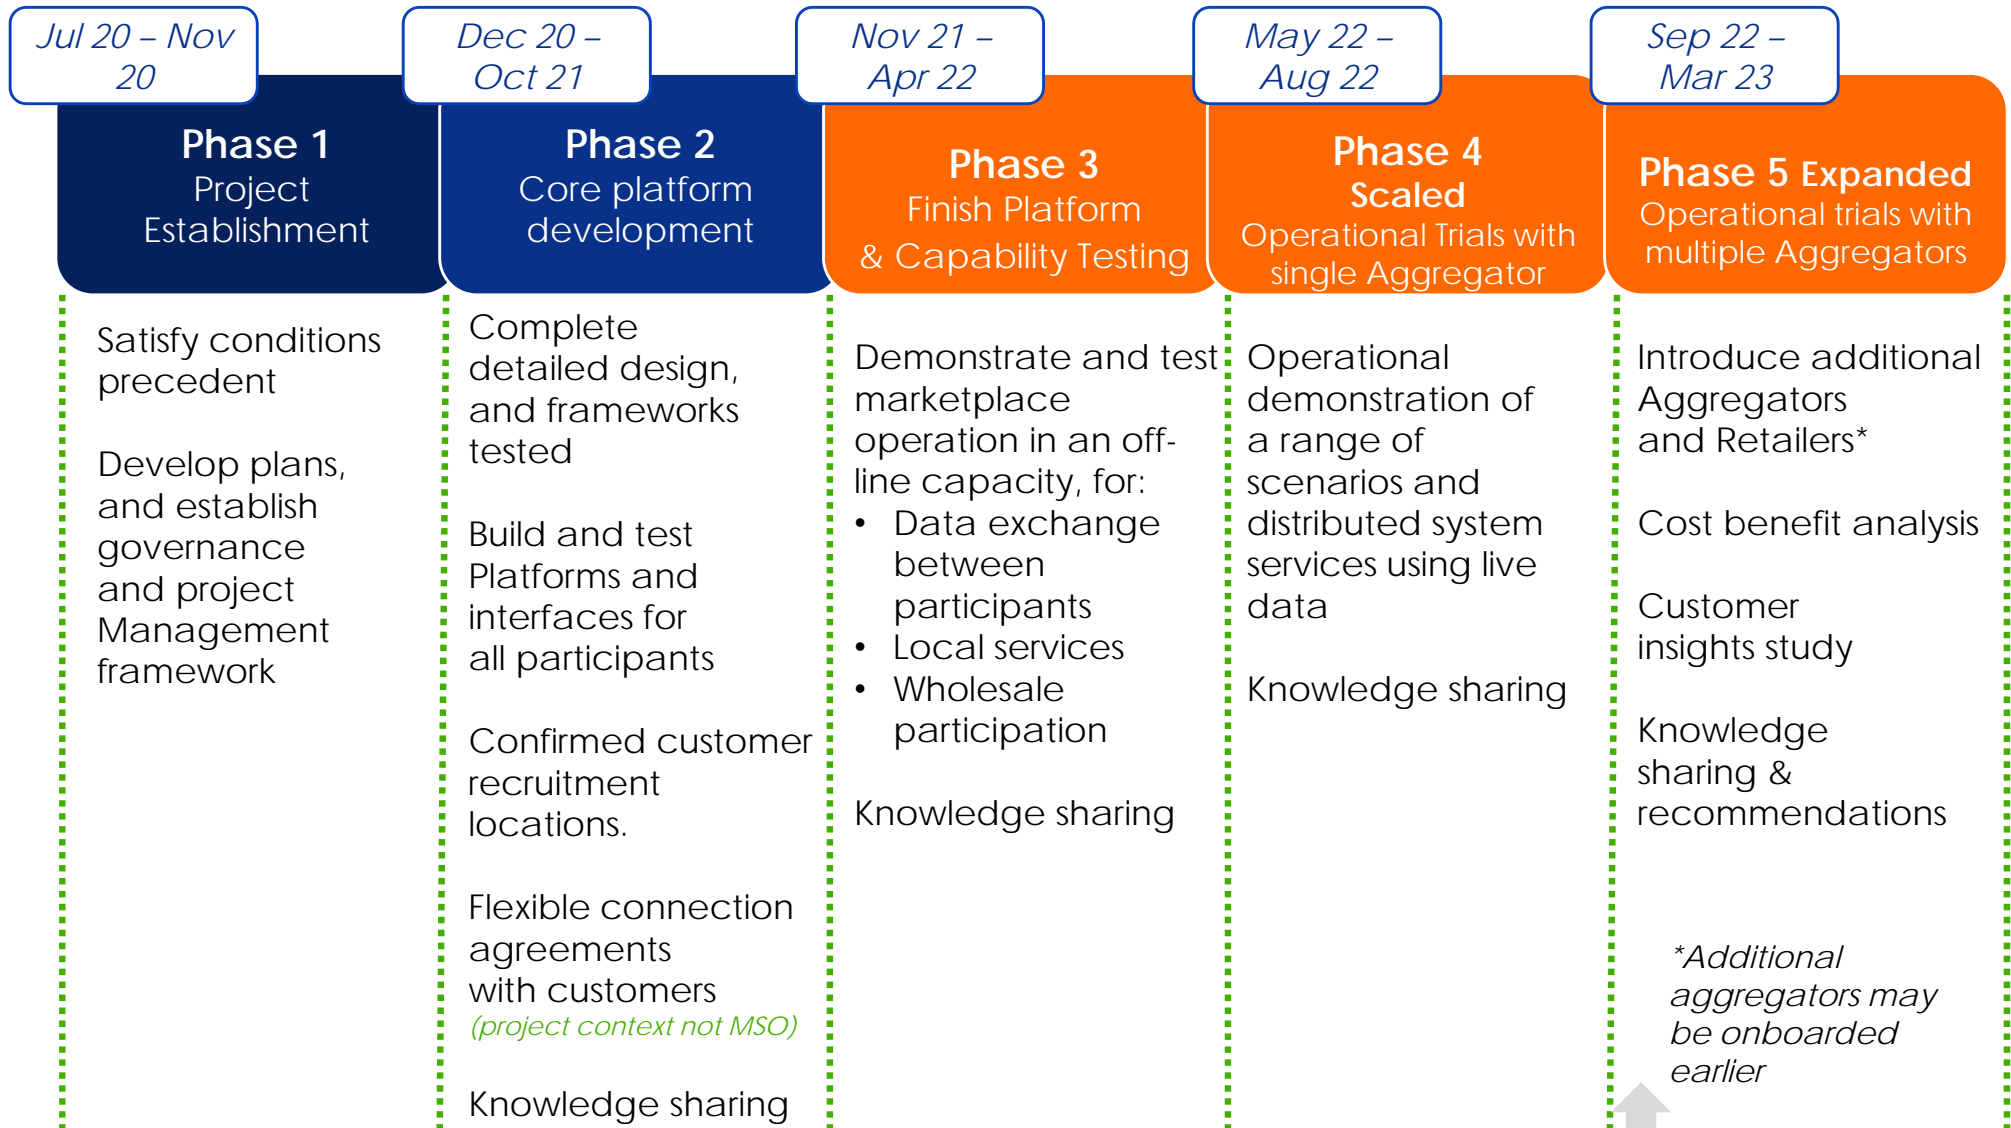 Jul 20 – Nov
20
Dec 20 –
Oct 21
Nov 21 –
Apr 22
May 22 –
Aug 22
Sep 22 –
Mar 23
Phase 1
Project
Establishment
Phase 2
Core platform
development
Phase 3
Finish Platform
& Capability Testing
Phase 4
Scaled
Operational Trials with
single Aggregator
Phase 5 Expanded
Operational trials with
multiple Aggregators
Satisfy conditions
precedent
Develop plans,
and establish
governance
and project
Management
framework
Complete
detailed design,
and frameworks
tested
Build and test
Platforms and
interfaces for
all participants
Confirmed customer
recruitment
locations.
Flexible connection
agreements
with customers
(project context not MSO)
Knowledge sharing
Demonstrate and test
marketplace
operation in an off-
line capacity, for:
• Data exchange
between
participants
• Local services
• Wholesale
participation
Knowledge sharing
Operational
demonstration of
a range of
scenarios and
distributed system
services using live
data
Knowledge sharing
Introduce additional
Aggregators
and Retailers*
Cost benefit analysis
Customer
insights study
Knowledge
sharing &
recommendations
*Additional
aggregators may
be onboarded
earlier